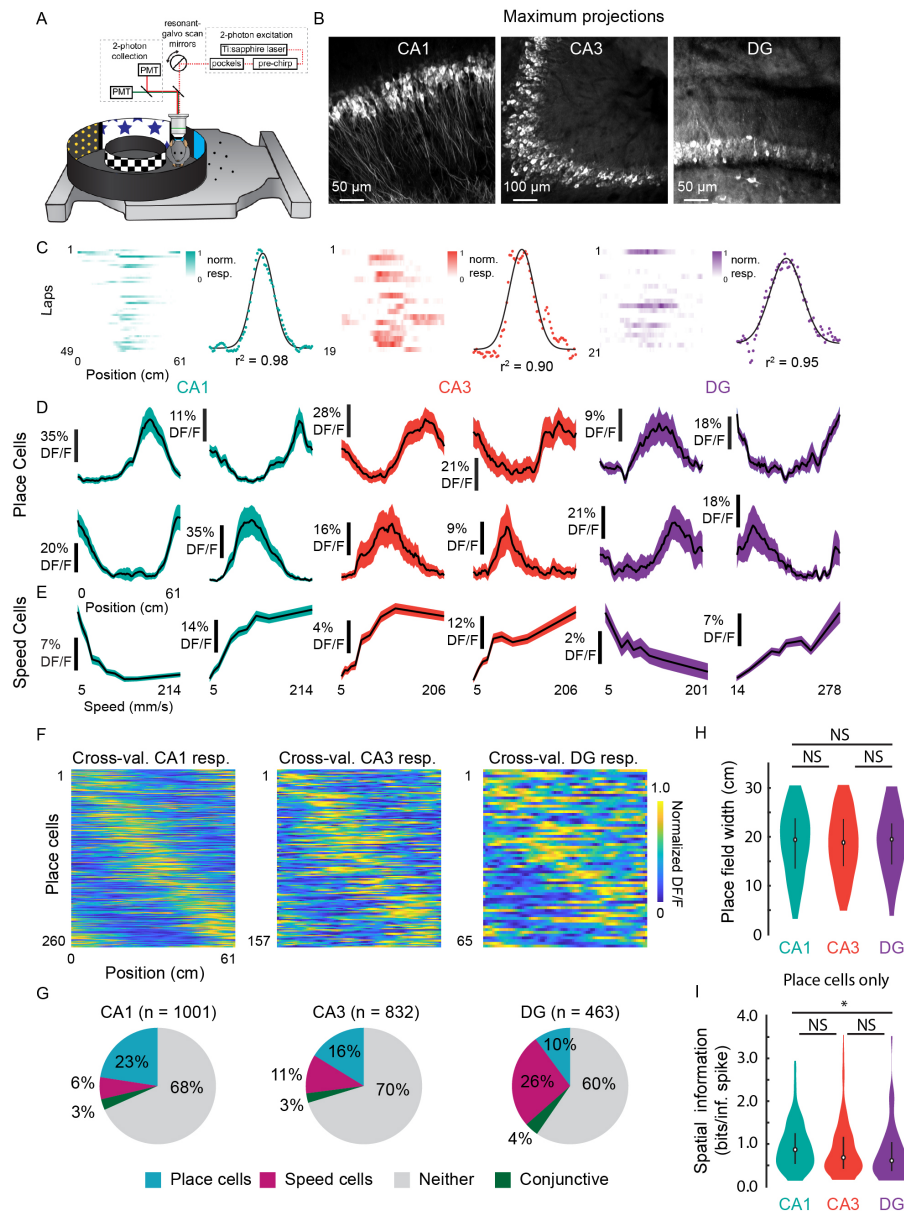 A
resonant-
galvo scan
mirrors
2-photon
collection
2-photon excitation
Ti:sapphire laser
pockels
pre-chirp
PMT
PMT
B
Maximum projections
CA1
CA3
DG
50 µm
100 µm
50 µm
C
1
Laps
49
0
61
Position (cm)
1
0
norm.
resp.
r² = 0.98
1
19
1
0
norm.
resp.
r² = 0.90
1
21
1
0
norm.
resp.
r² = 0.95
CA1
CA3
DG
D
Place Cells
35%
DF/F
11%
DF/F
28%
DF/F
21%
DF/F
9%
DF/F
18%
DF/F
20%
DF/F
35%
DF/F
16%
DF/F
9%
DF/F
21%
DF/F
18%
DF/F
0
61
Position (cm)
E
Speed Cells
7%
DF/F
14%
DF/F
4%
DF/F
12%
DF/F
2%
DF/F
7%
DF/F
5
214
5
214
5
206
5
206
5
201
14
278
Speed (mm/s)
F
Cross-val. CA1 resp.
Cross-val. CA3 resp.
Cross-val. DG resp.
1
Place cells
260
0
61
Position (cm)
1
157
1
65
1.0
0
Normalized DF/F
G
CA1 (n = 1001)
CA3 (n = 832)
DG (n = 463)
23%
6%
3%
68%
16%
11%
3%
70%
10%
26%
4%
60%
Place cells
Speed cells
Neither
Conjunctive
H
NS
NS
NS
Place field width (cm)
30
20
10
0
CA1
CA3
DG
I
Place cells only
*
NS
NS
Spatial information
(bits/inf. spike)
4.0
3.0
2.0
1.0
0.0
CA1
CA3
DG